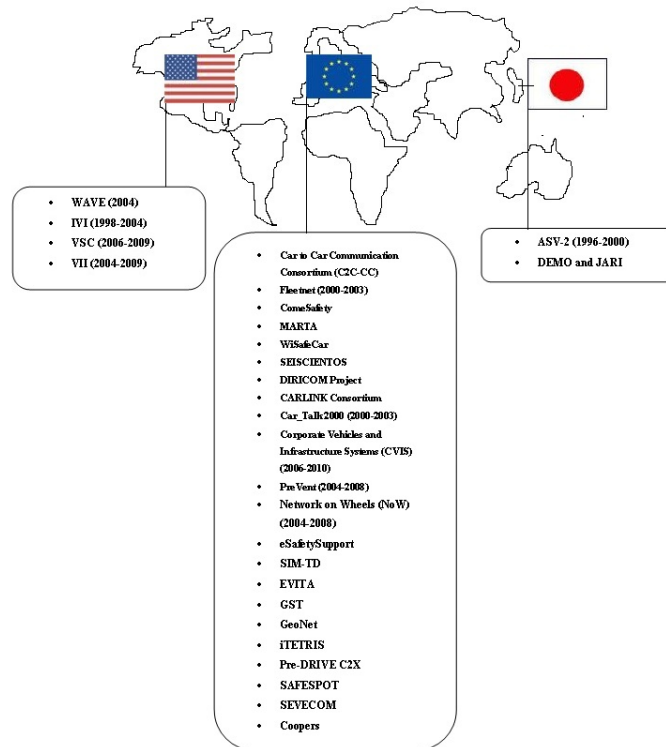 • WAVE (2004)
• IVI (1998-2004)
• VSC (2006-2009)
• VII (2004-2009)
• Car to Car Communication
Consortium (C2C-CC)
• Fleetnet (2000-2003)
• ComeSafety
• MARTA
• WiSafeCar
• SEISCIENTOS
• DIRICOM Project
• CARLINK Consortium
• Car_Talk2000 (2000-2003)
• Corporate Vehicles and
Infrastructure Systems (CVIS)
(2006-2010)
• PreVent (2004-2008)
• Network on Wheels (NoW)
(2004-2008)
• eSafetySupport
• SIM-TD
• EVITA
• GST
• GeoNet
• iTETRIS
• Pre-DRIVE C2X
• SAFESPOT
• SEVECOM
• Coopers
• ASV-2 (1996-2000)
• DEMO and JARI